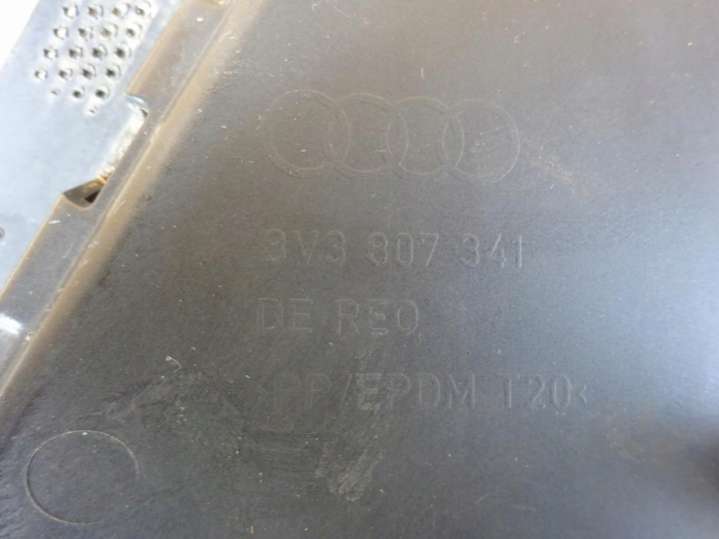 3V3 807 341
DE REO
>PP/EPDM T20<